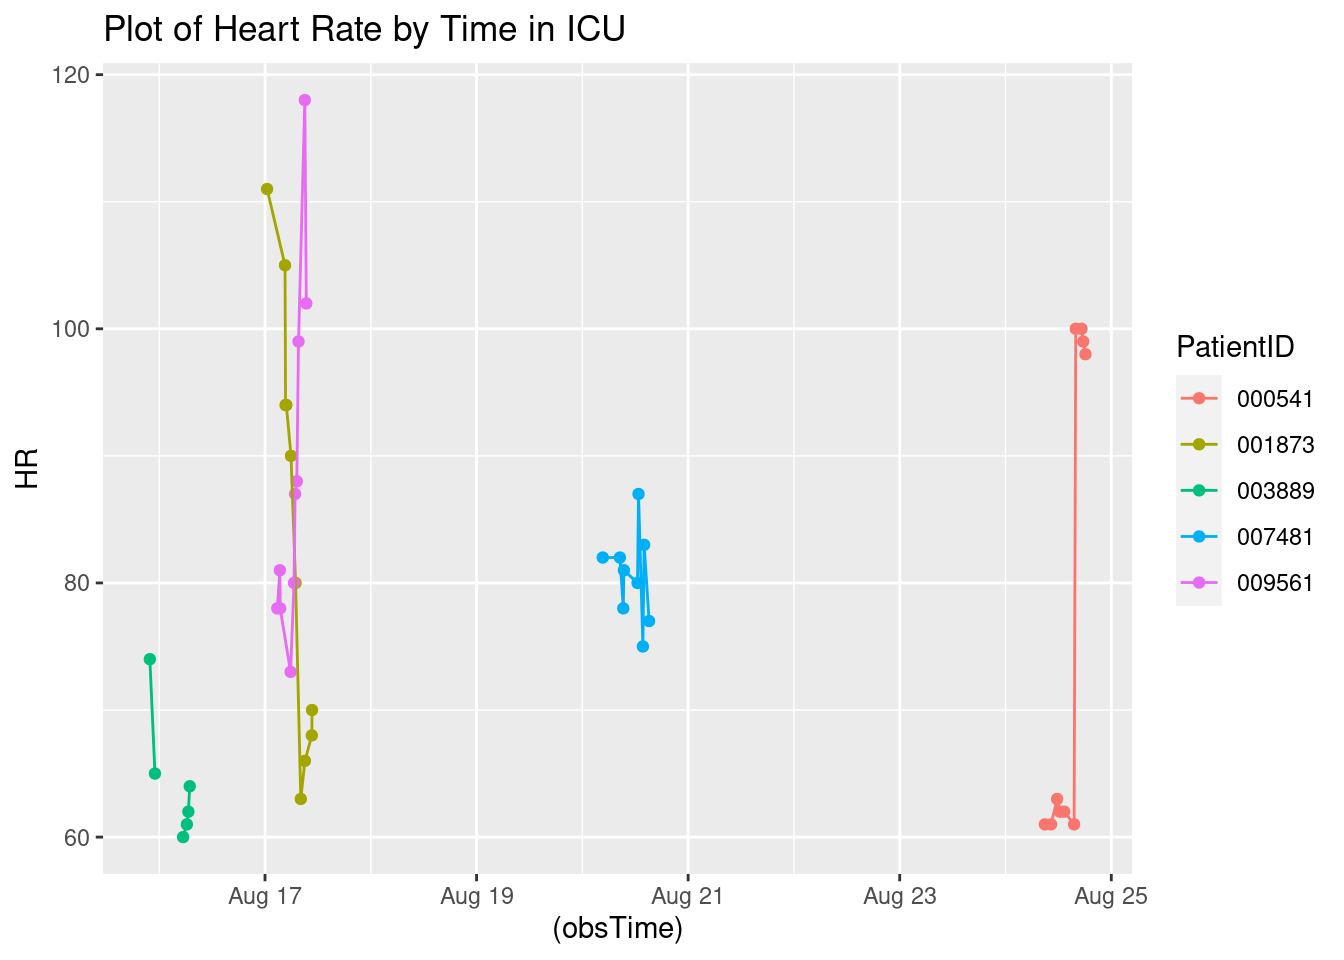 Plot of Heart Rate by Time in ICU
120
100
80
60
HR
Aug 17
Aug 19
Aug 21
Aug 23
Aug 25
(obsTime)
PatientID
000541
001873
003889
007481
009561